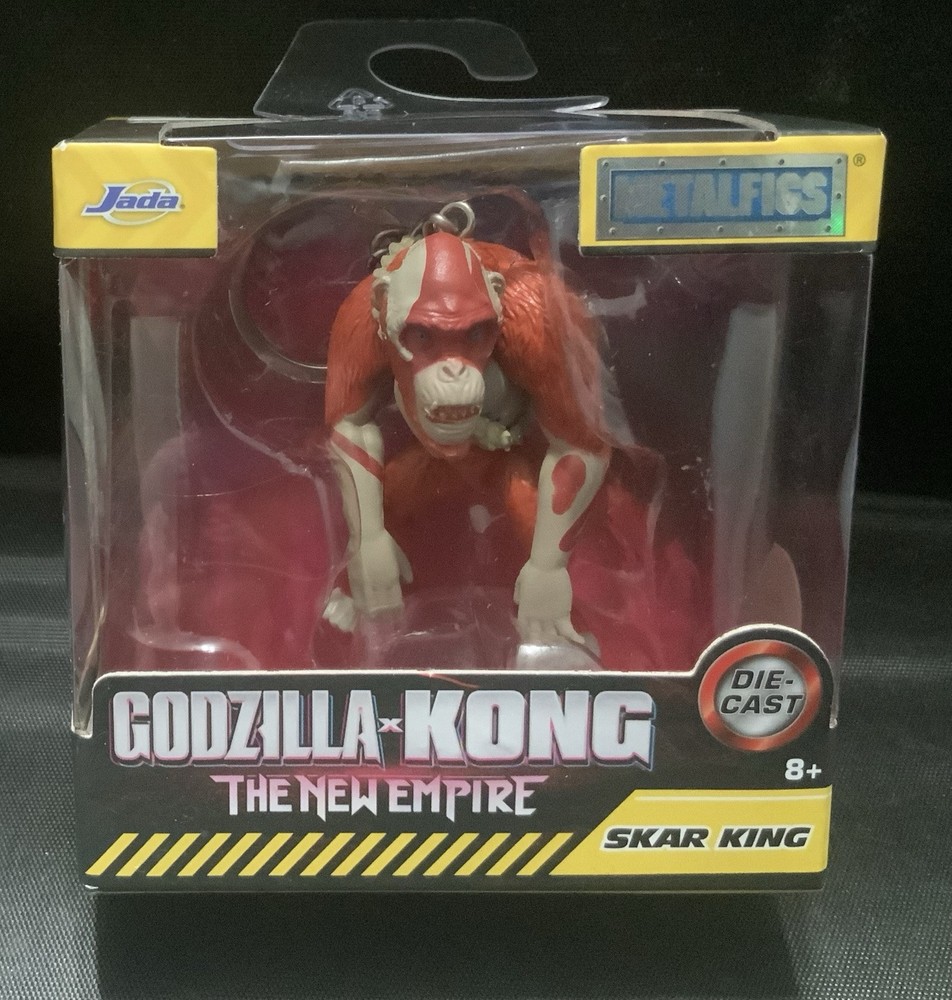 Jada
METALFIGS®
GODZILLA x KONG
THE NEW EMPIRE
DIE-
CAST
8+
SKAR KING